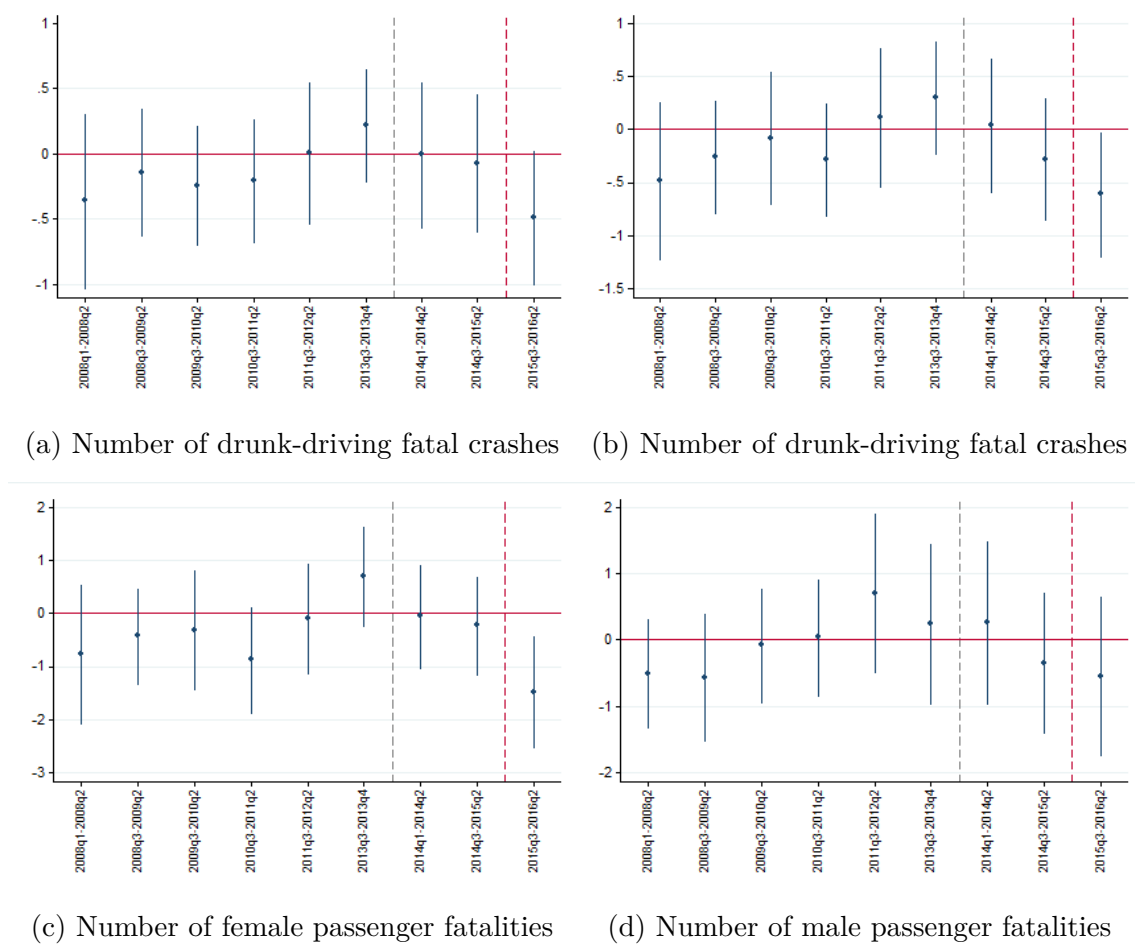 1
.5
0
-.5
-1
2008q1-2008q2
2008q3-2009q2
2009q3-2010q2
2010q3-2011q2
2011q3-2012q2
2012q3-2013q4
2014q1-2014q2
2014q3-2015q2
2015q3-2016q2
(a) Number of drunk-driving fatal crashes
1
.5
0
-.5
-1
-1.5
2008q1-2008q2
2008q3-2009q2
2009q3-2010q2
2010q3-2011q2
2011q3-2012q2
2012q3-2013q4
2014q1-2014q2
2014q3-2015q2
2015q3-2016q2
(b) Number of drunk-driving fatal crashes
2
1
0
-1
-2
-3
2008q1-2008q2
2008q3-2009q2
2009q3-2010q2
2010q3-2011q2
2011q3-2012q2
2012q3-2013q4
2014q1-2014q2
2014q3-2015q2
2015q3-2016q2
(c) Number of female passenger fatalities
2
1
0
-1
-2
2008q1-2008q2
2008q3-2009q2
2009q3-2010q2
2010q3-2011q2
2011q3-2012q2
2012q3-2013q4
2014q1-2014q2
2014q3-2015q2
2015q3-2016q2
(d) Number of male passenger fatalities